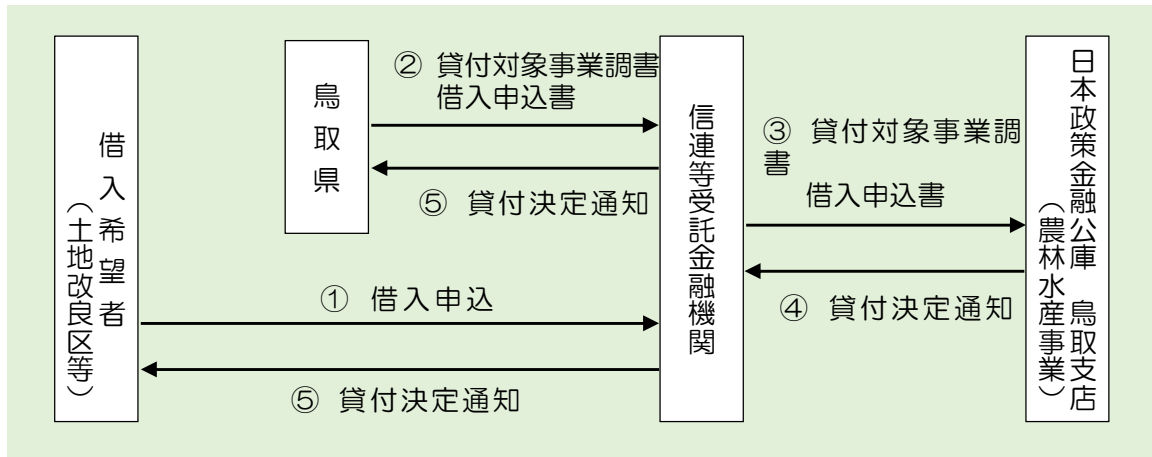 借入希望者
（土地改良区等）
鳥取県
② 貸付対象事業調書
借入申込書
⑤ 貸付決定通知
① 借入申込
⑤ 貸付決定通知
信連等受託金融機関
③ 貸付対象事業調
書
借入申込書
④ 貸付決定通知
日本政策金融公庫 鳥取支店
（農林水産事業）